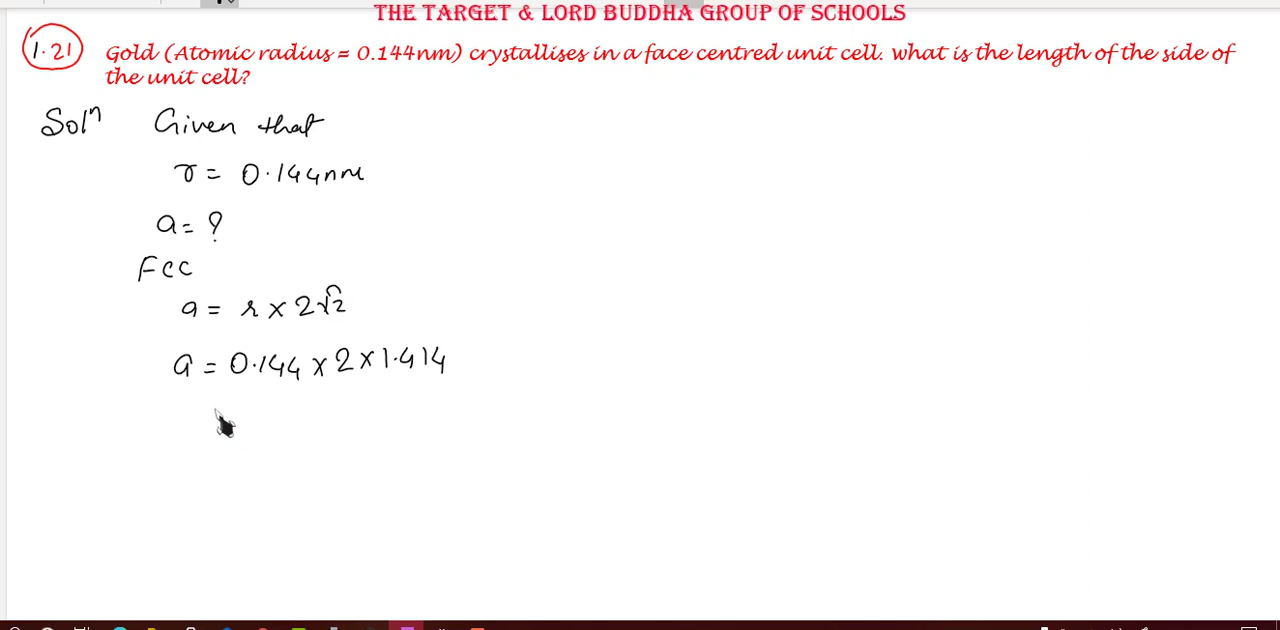 THE TARGET & LORD BUDDHA GROUP OF SCHOOLS
1.21 Gold (Atomic radius = 0.144nm) crystallises in a face centred unit cell. what is the length of the side of
the unit cell?
Solⁿ Given that
r = 0.144nm
a = ?
Fcc
a = r × 2√2
a = 0.144 × 2 × 1.414